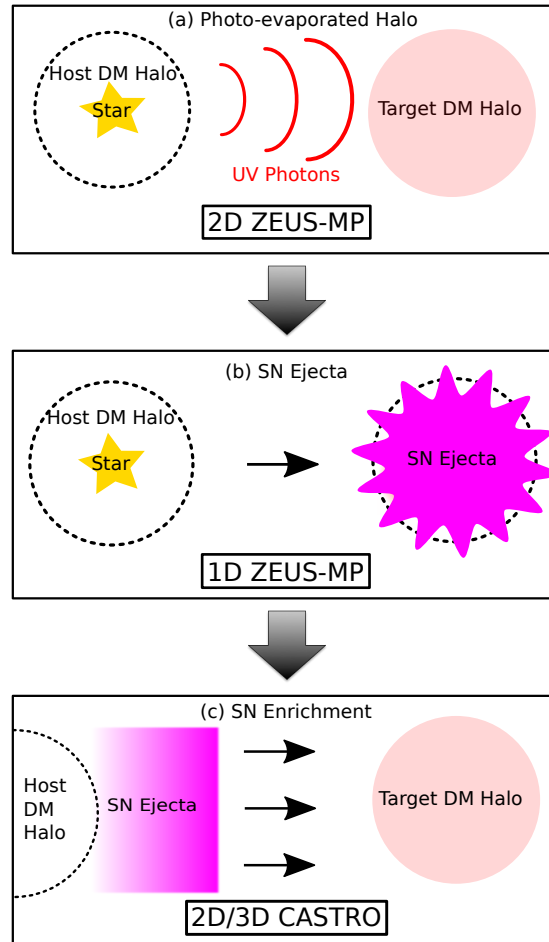 (a) Photo-evaporated Halo
Host DM Halo
Star
UV Photons
Target DM Halo
2D ZEUS-MP
(b) SN Ejecta
Host DM Halo
Star
SN Ejecta
1D ZEUS-MP
(c) SN Enrichment
Host
DM
Halo
SN Ejecta
Target DM Halo
2D/3D CASTRO